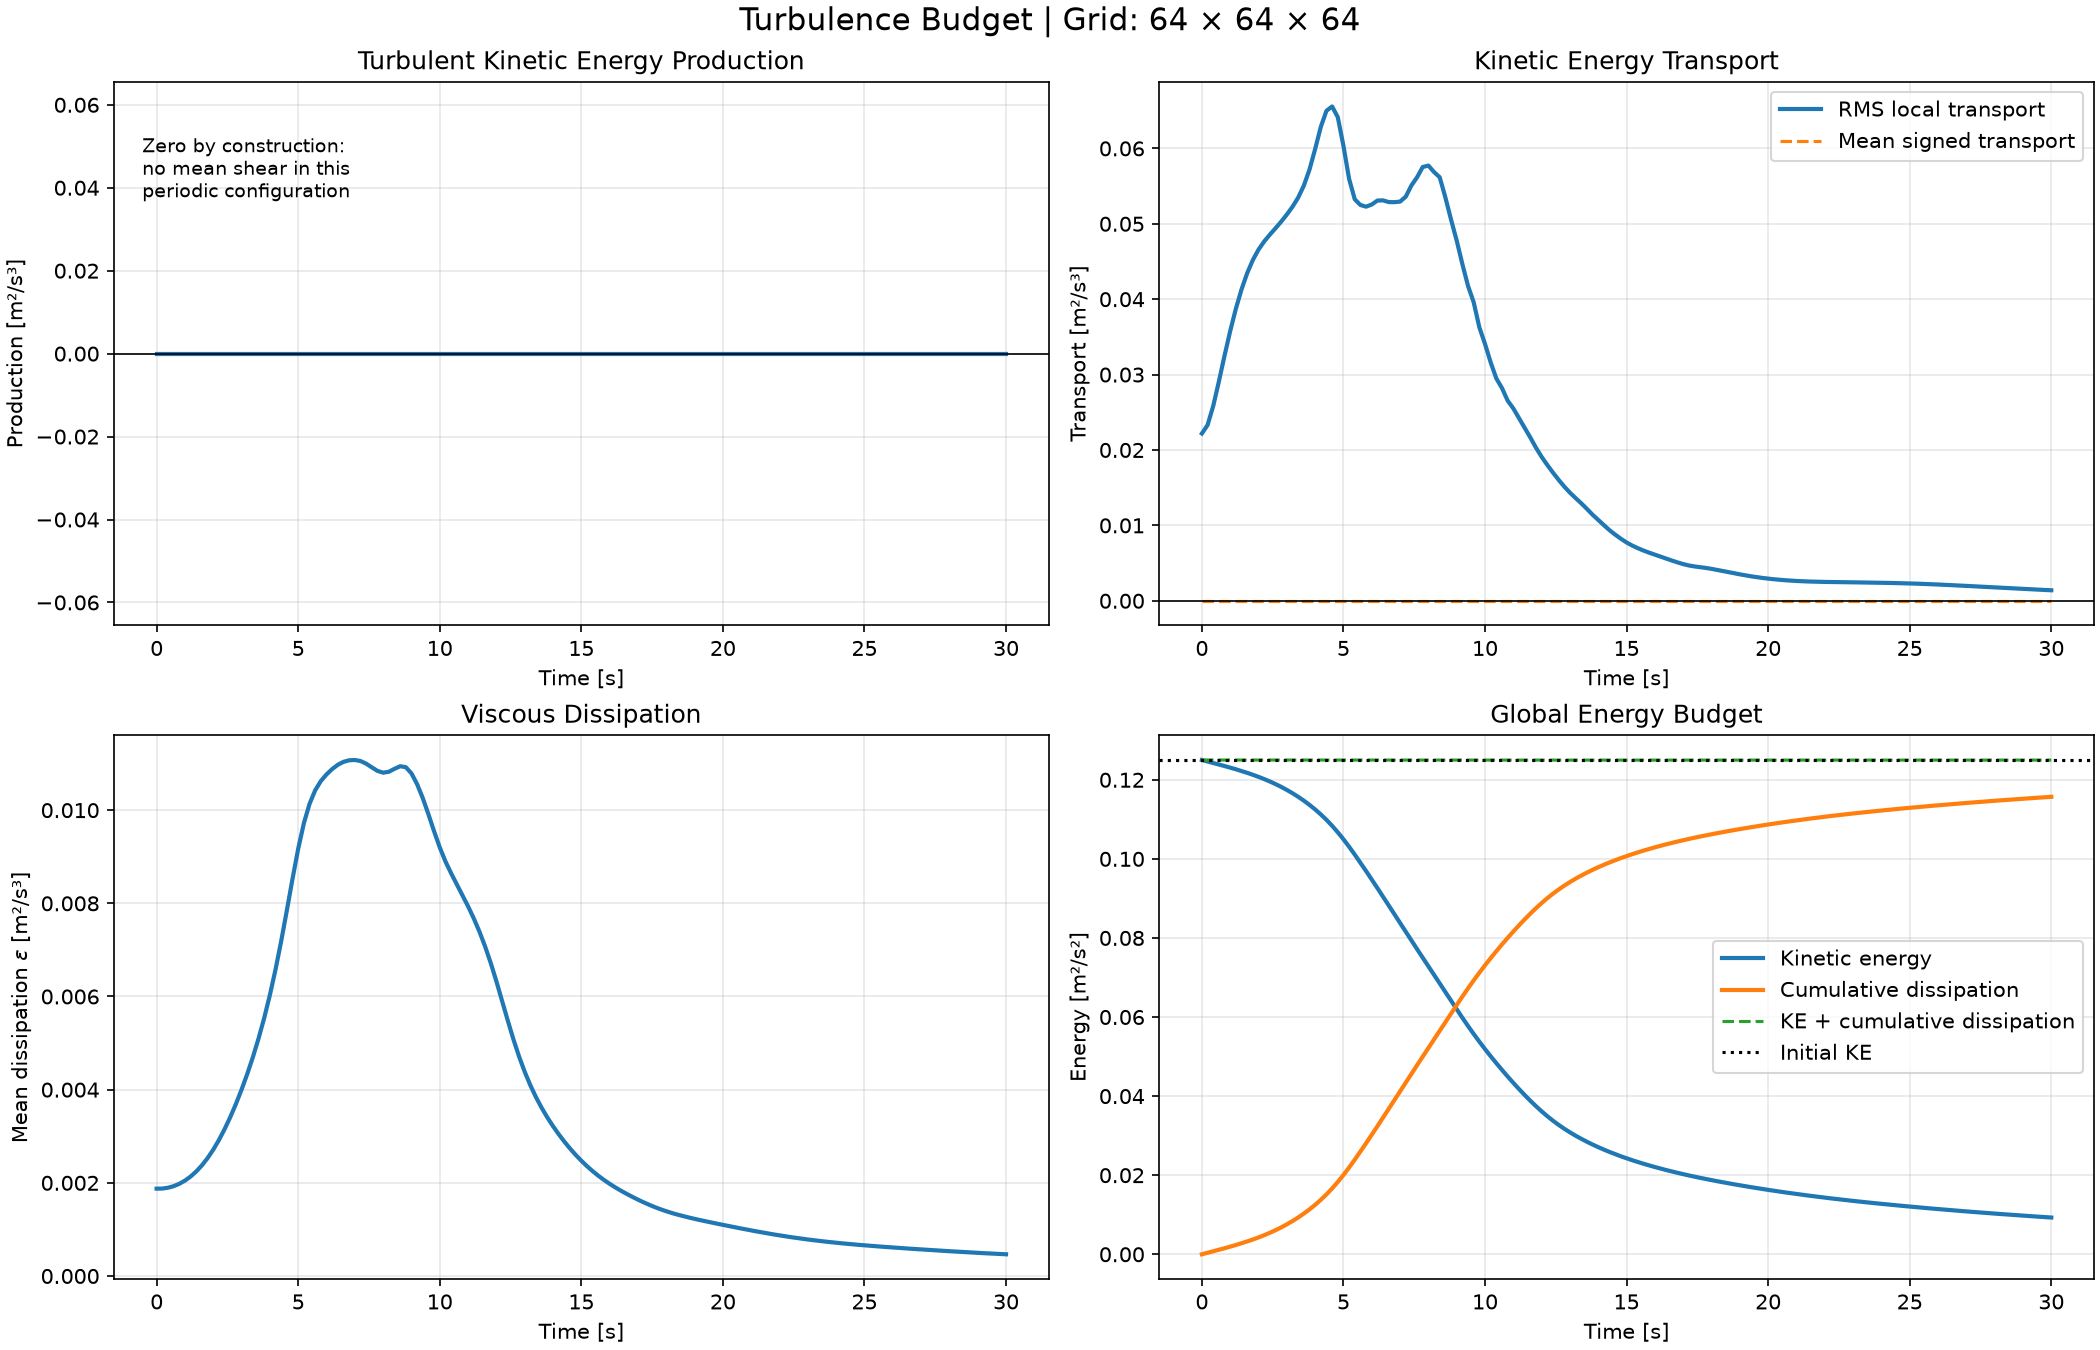 Turbulence Budget | Grid: 64 × 64 × 64
Turbulent Kinetic Energy Production
Production [m²/s³]
0.06
0.04
0.02
0.00
−0.02
−0.04
−0.06
Zero by construction:
no mean shear in this
periodic configuration
0 5 10 15 20 25 30
Time [s]
Kinetic Energy Transport
Transport [m²/s³]
0.06
0.05
0.04
0.03
0.02
0.01
0.00
RMS local transport
Mean signed transport
0 5 10 15 20 25 30
Time [s]
Viscous Dissipation
Mean dissipation ε [m²/s³]
0.010
0.008
0.006
0.004
0.002
0.000
0 5 10 15 20 25 30
Time [s]
Global Energy Budget
Energy [m²/s²]
0.12
0.10
0.08
0.06
0.04
0.02
0.00
Kinetic energy
Cumulative dissipation
KE + cumulative dissipation
Initial KE
0 5 10 15 20 25 30
Time [s]